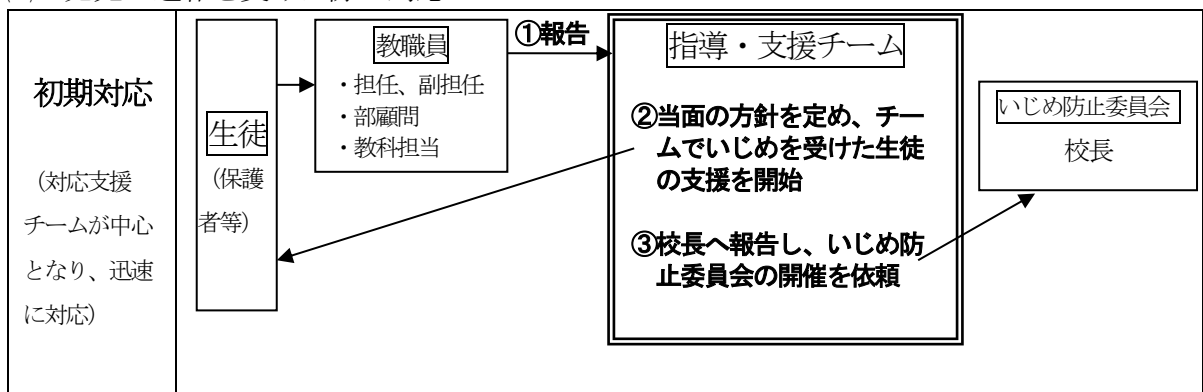 初期対応
(対応支援
チームが中心
となり、迅速
に対応)
生徒
(保護
者等)
教職員
・担任、副担任
・部顧問
・教科担当
①報告
指導・支援チーム
②当面の方針を定め、チー
ムでいじめを受けた生徒
の支援を開始
③校長へ報告し、いじめ防
止委員会の開催を依頼
いじめ防止委員会
校長